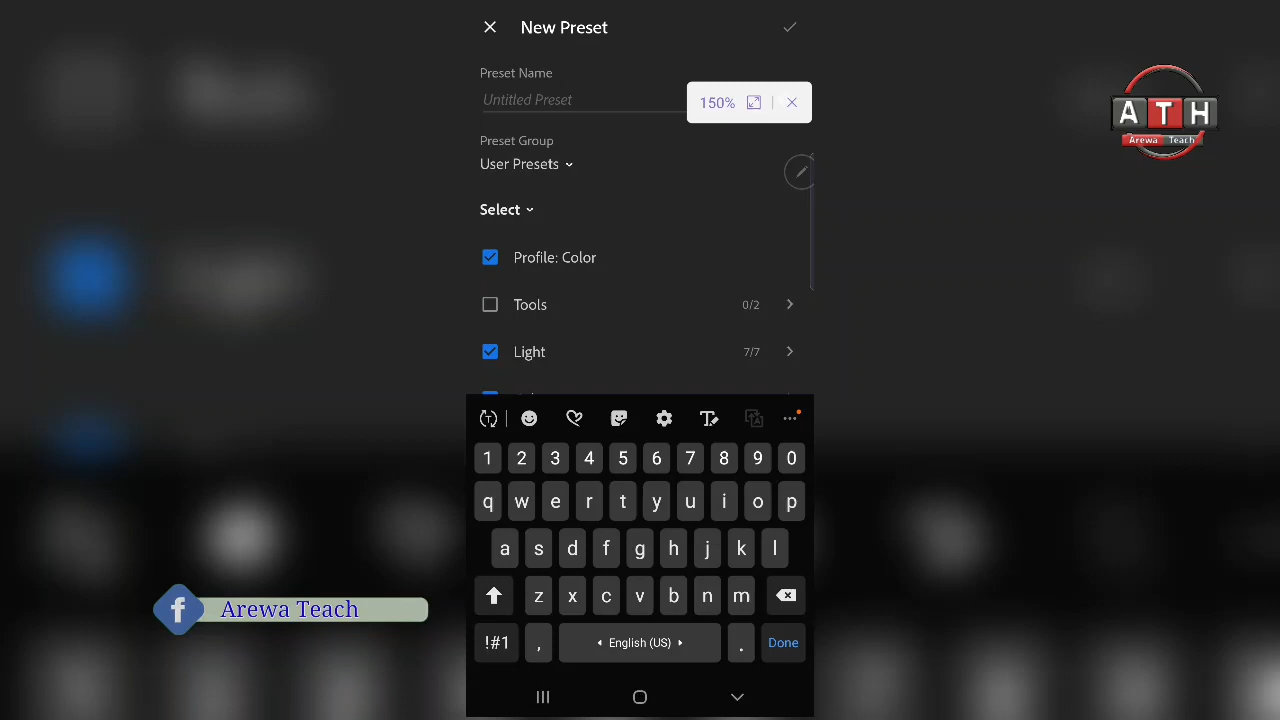 New Preset
Preset Name
Untitled Preset
150%
Preset Group
User Presets
Select
Profile: Color
Tools 0/2
Light 7/7
1 2 3 4 5 6 7 8 9 0
q w e r t y u i o p
a s d f g h j k l
z x c v b n m
!#1 , English (US) . Done
A T H
Arewa Teach
f Arewa Teach